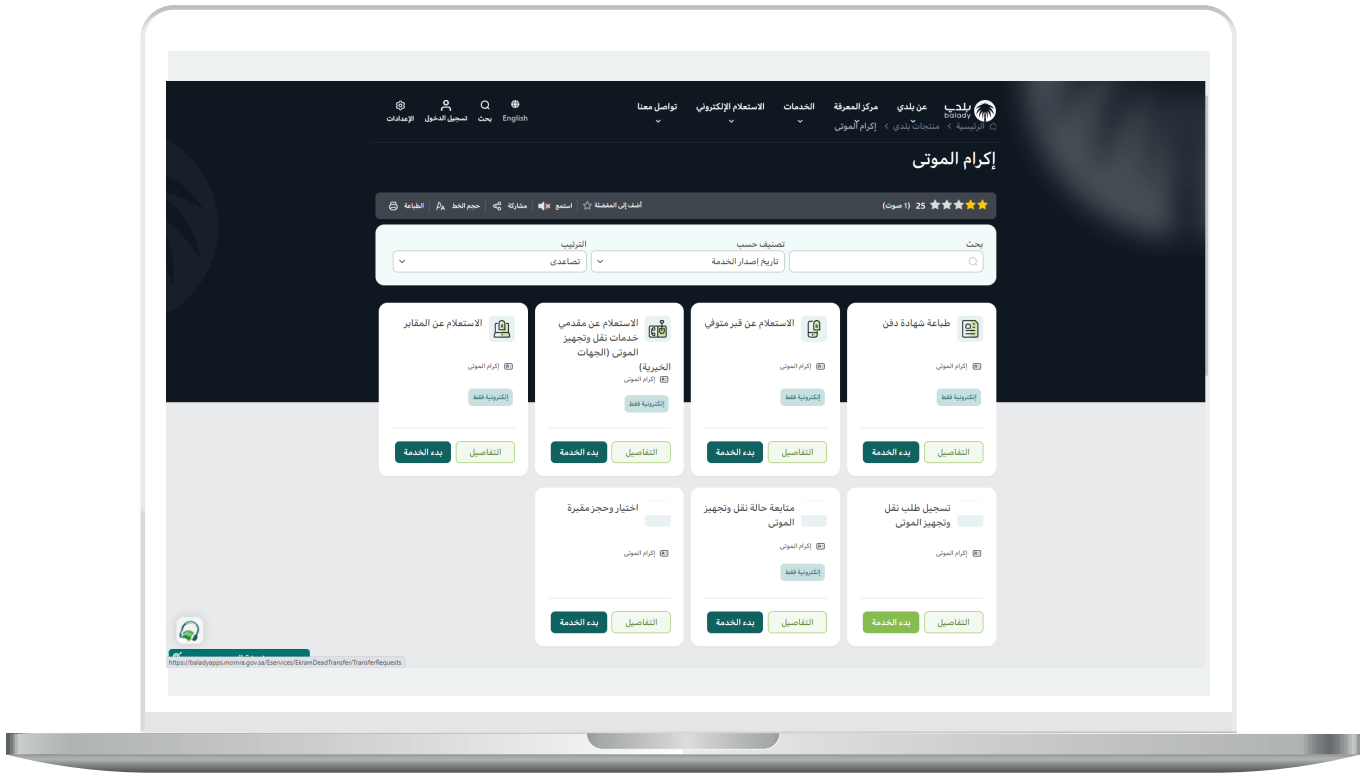 بلدي
balady
عن بلدي
مركز المعرفة
الخدمات
الاستعلام الإلكتروني
تواصل معنا
English
بحث
تسجيل الدخول
الإعدادات
الرئيسية > منتجات بلدي > إكرام الموتى
إكرام الموتى
25 (1 صوت)
أضف إلى المفضلة
استمع
مشاركة
حجم الخط
الطباعة
بحث
تصنيف حسب
الترتيب
تاريخ إصدار الخدمة
تصاعدى
طباعة شهادة دفن
إكرام الموتى
إلكترونية فقط
التفاصيل
بدء الخدمة
الاستعلام عن قبر متوفي
إكرام الموتى
إلكترونية فقط
التفاصيل
بدء الخدمة
الاستعلام عن مقدمي
خدمات نقل وتجهيز
الموتى (الجهات
الخيرية)
إكرام الموتى
إلكترونية فقط
التفاصيل
بدء الخدمة
الاستعلام عن المقابر
إكرام الموتى
إلكترونية فقط
التفاصيل
بدء الخدمة
تسجيل طلب نقل
وتجهيز الموتى
إكرام الموتى
التفاصيل
بدء الخدمة
متابعة حالة نقل وتجهيز
الموتى
إكرام الموتى
إلكترونية فقط
التفاصيل
بدء الخدمة
اختيار وحجز مقبرة
إكرام الموتى
التفاصيل
بدء الخدمة
https://baladyapps.momra.gov.sa/Eservices/EkramDeadTransfer/TransferRequests